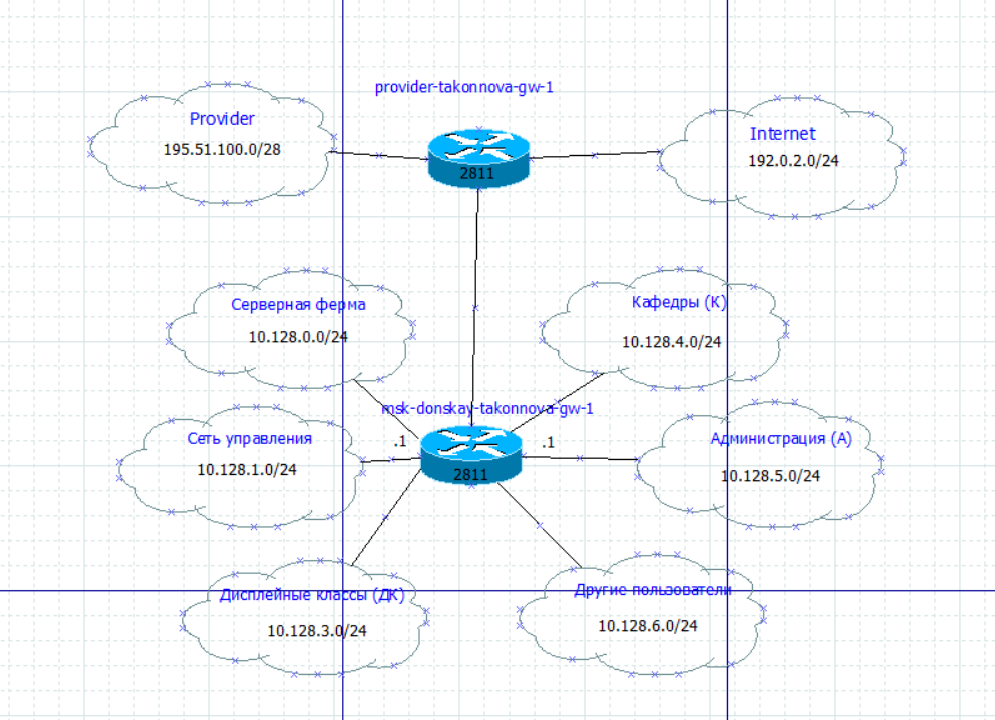 provider-takonnova-gw-1
Provider
195.51.100.0/28
2811
Internet
192.0.2.0/24
Серверная ферма
10.128.0.0/24
Кафедры (К)
10.128.4.0/24
msk-donskay-takonnova-gw-1
.1
.1
2811
Сеть управления
10.128.1.0/24
Администрация (А)
10.128.5.0/24
Дисплейные классы (ДК)
10.128.3.0/24
Другие пользователи
10.128.6.0/24